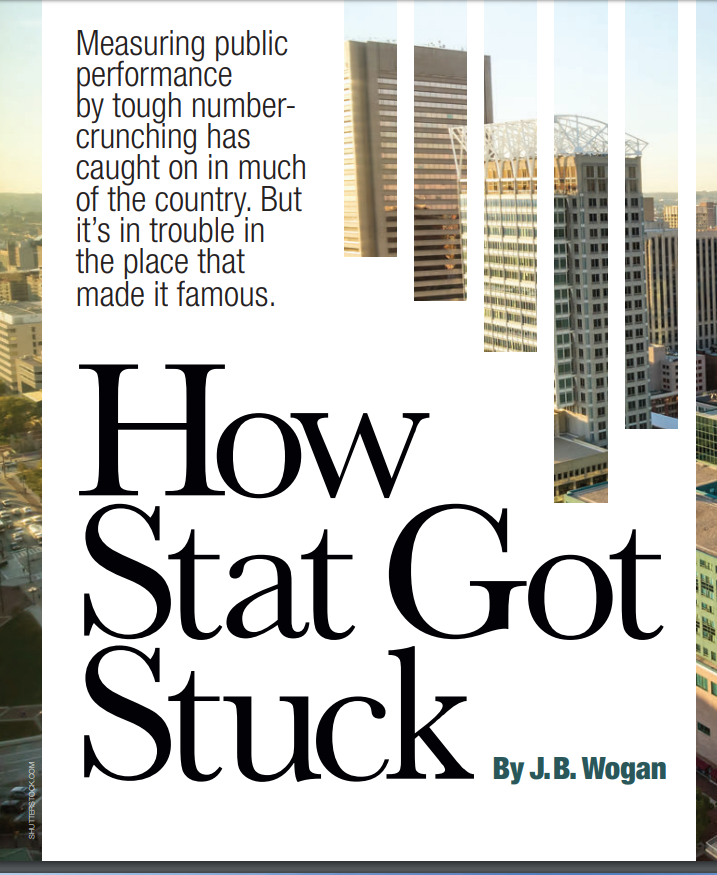 Measuring public
performance
by tough number-
crunching has
caught on in much
of the country. But
it’s in trouble in
the place that
made it famous.
How
Stat Got
Stuck
By J.B. Wogan
SHUTTERSTOCK.COM